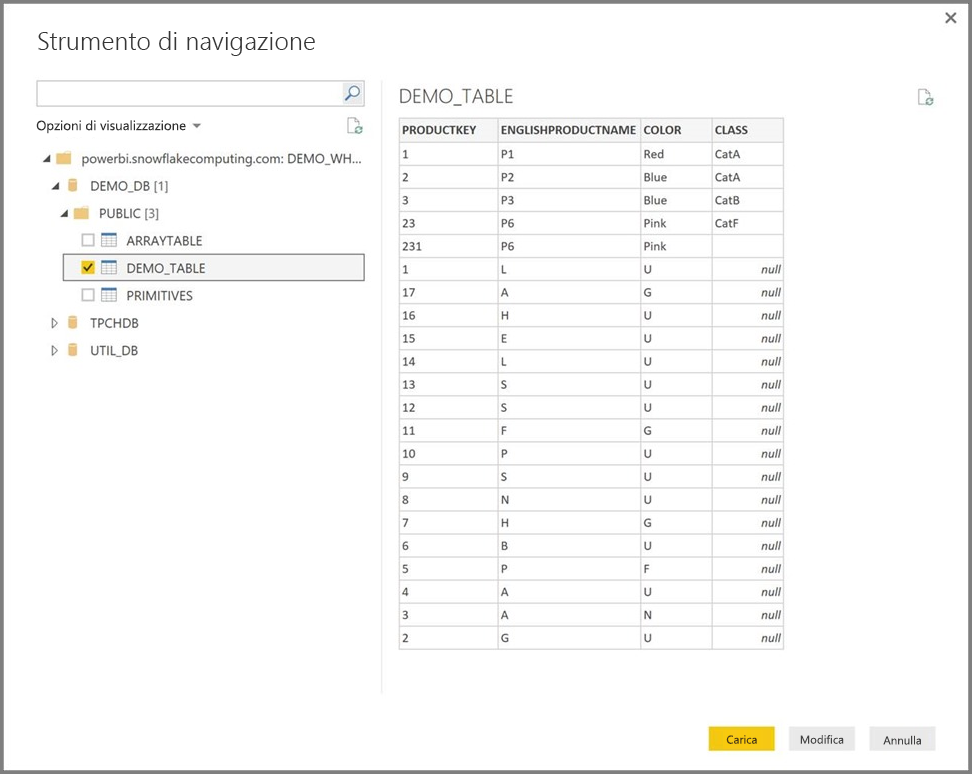 Strumento di navigazione
Opzioni di visualizzazione
powerbi.snowflakecomputing.com: DEMO_WH...
DEMO_DB [1]
PUBLIC [3]
ARRAYTABLE
DEMO_TABLE
PRIMITIVES
TPCHDB
UTIL_DB
DEMO_TABLE
PRODUCTKEY ENGLISHPRODUCTNAME COLOR CLASS
1 P1 Red CatA
2 P2 Blue CatA
3 P3 Blue CatB
23 P6 Pink CatF
231 P6 Pink
1 L U null
17 A G null
16 H U null
15 E U null
14 L U null
13 S U null
12 S U null
11 F G null
10 P U null
9 S U null
8 N U null
7 H G null
6 B U null
5 P F null
4 A U null
3 A N null
2 G U null
Carica Modifica Annulla